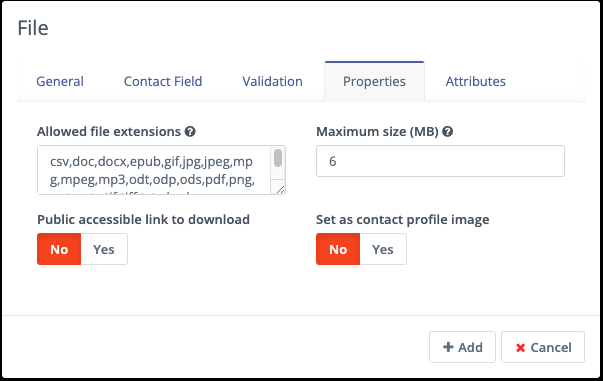 File
General Contact Field Validation Properties Attributes
Allowed file extensions Maximum size (MB)
csv,doc,docx,epub,gif,jpg,jpeg,mp 6
g,mpeg,mp3,odt,odp,ods,pdf,png,
Public accessible link to download Set as contact profile image
No Yes No Yes
Add Cancel